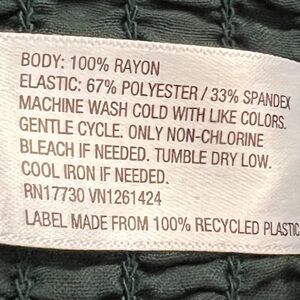 BODY: 100% RAYON
ELASTIC: 67% POLYESTER / 33% SPANDEX
MACHINE WASH COLD WITH LIKE COLORS.
GENTLE CYCLE. ONLY NON-CHLORINE
BLEACH IF NEEDED. TUMBLE DRY LOW.
COOL IRON IF NEEDED.
RN17730 VN1261424
LABEL MADE FROM 100% RECYCLED PLASTIC